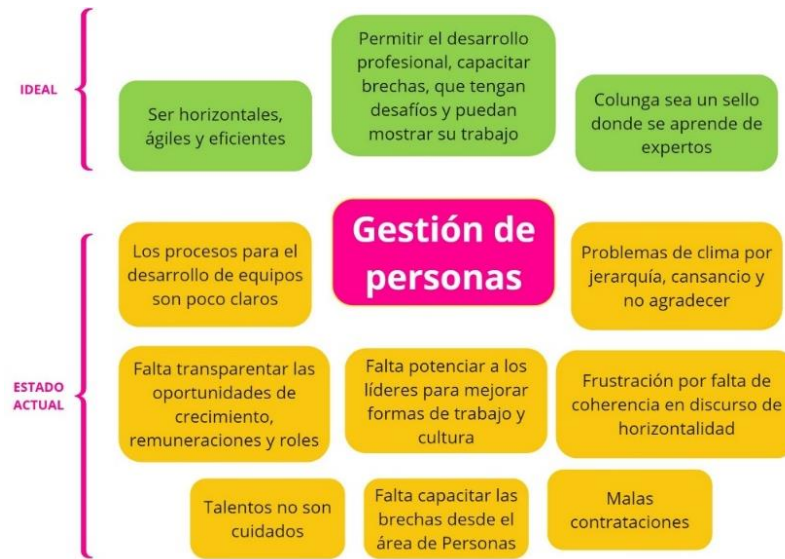 IDEAL
Ser horizontales,
ágiles y eficientes
Permitir el desarrollo
profesional, capacitar
brechas, que tengan
desafíos y puedan
mostrar su trabajo
Colunga sea un sello
donde se aprende de
expertos
Gestión de
personas
ESTADO
ACTUAL
Los procesos para el
desarrollo de equipos
son poco claros
Problemas de clima por
jerarquía, cansancio y
no agradecer
Falta transparentar las
oportunidades de
crecimiento,
remuneraciones y roles
Falta potenciar a los
líderes para mejorar
formas de trabajo y
cultura
Frustración por falta de
coherencia en discurso de
horizontalidad
Talentos no son
cuidados
Falta capacitar las
brechas desde el
área de Personas
Malas
contrataciones